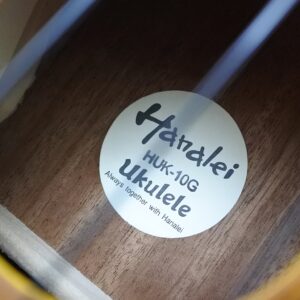 Hanalei
HUK-10G
Ukulele
Always together with Hanalei